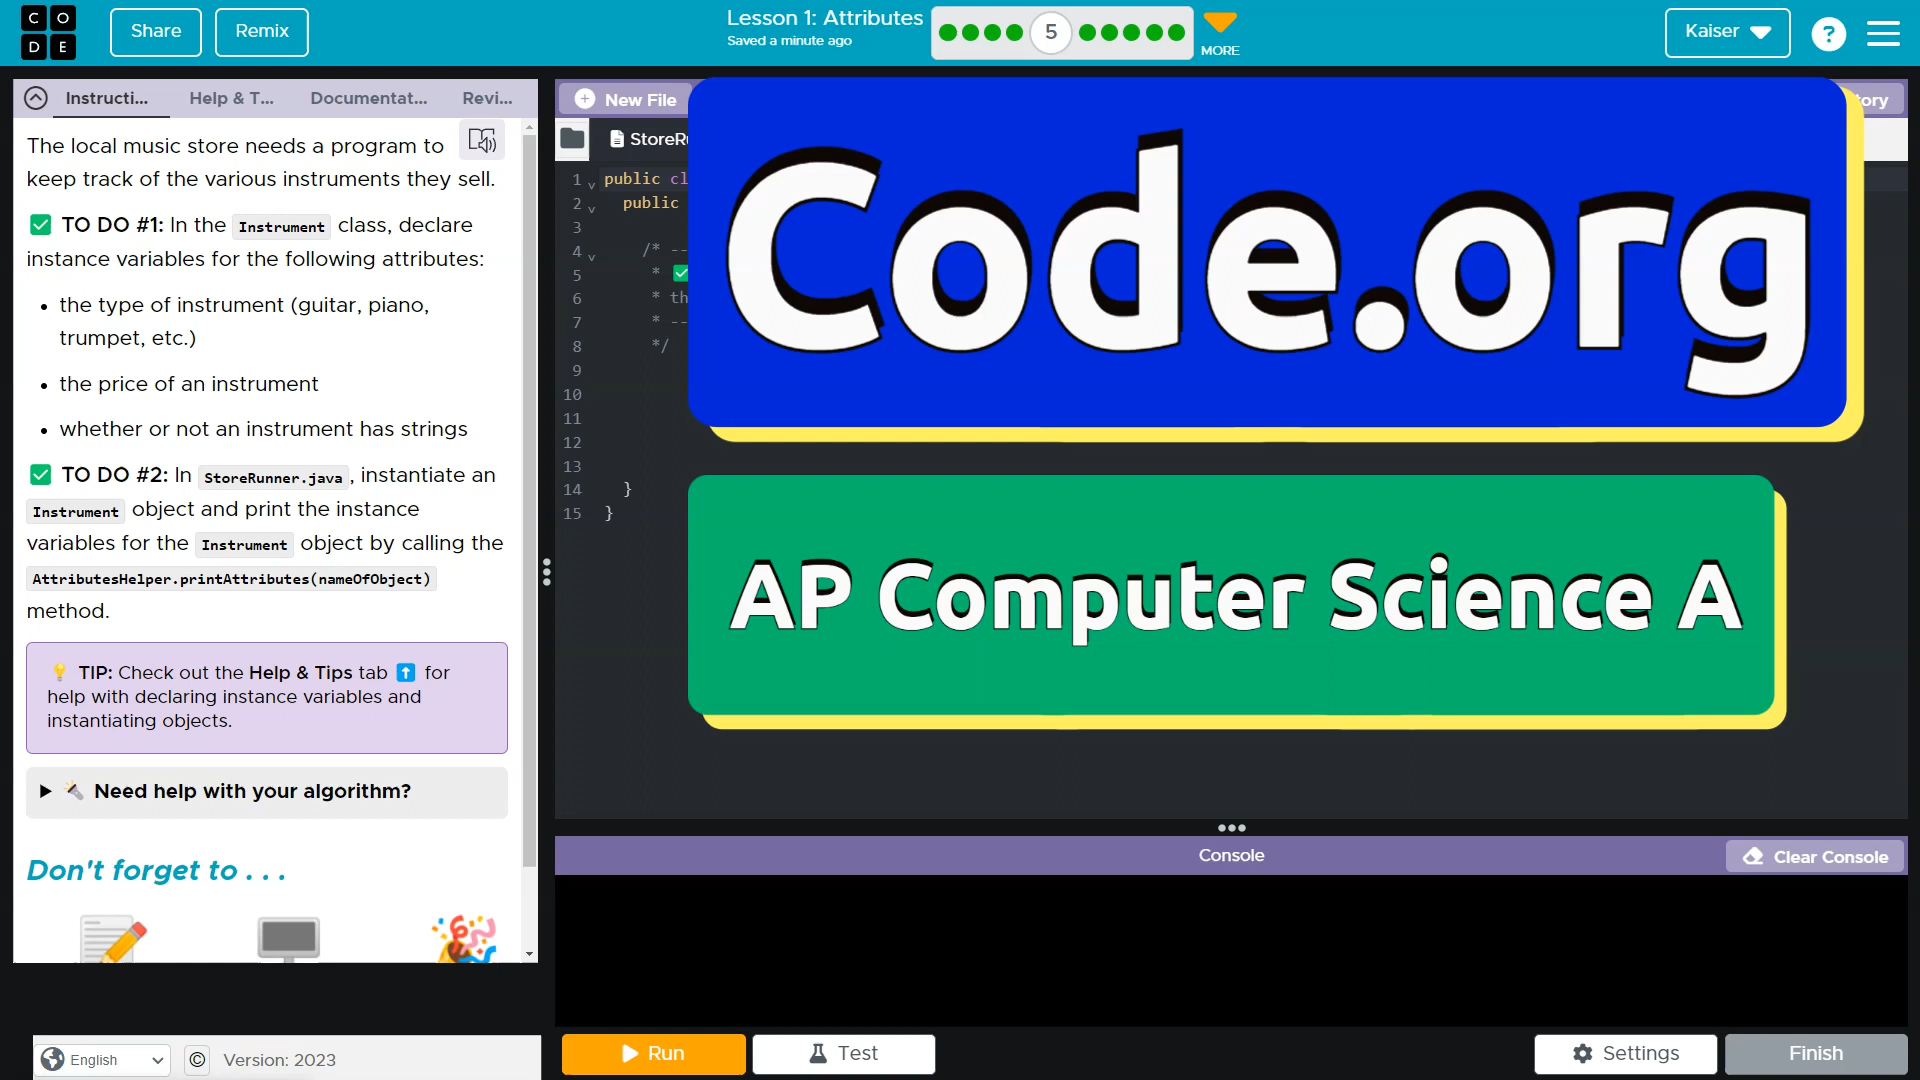 CODE
Share
Remix
Lesson 1: Attributes
Saved a minute ago
5
MORE
Kaiser
?
Instructi...
Help & T...
Documentat...
Revi...
The local music store needs a program to
keep track of the various instruments they sell.
✅ TO DO #1: In the Instrument class, declare
instance variables for the following attributes:
• the type of instrument (guitar, piano,
trumpet, etc.)
• the price of an instrument
• whether or not an instrument has strings
✅ TO DO #2: In StoreRunner.java, instantiate an
Instrument object and print the instance
variables for the Instrument object by calling the
AttributesHelper.printAttributes(nameOfObject)
method.
💡 TIP: Check out the Help & Tips tab ⬆️ for
help with declaring instance variables and
instantiating objects.
Need help with your algorithm?
Don't forget to . . .
English
© Version: 2023
New File
StoreRu
1 public cl
2 public
3
4 /* --
5 * ✅
6 * th
7 * --
8 */
9
10
11
12
13
14 }
15 }
Code.org
AP Computer Science A
Console
Clear Console
Run
Test
Settings
Finish